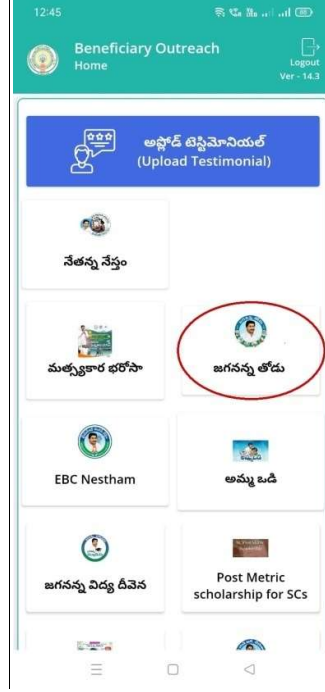 12:45
Beneficiary Outreach
Home
Logout
Ver - 14.3
అప్లోడ్ టెస్టిమోనియల్
(Upload Testimonial)
నేతన్న నేస్తం
మత్స్యకార భరోసా
జగనన్న తోడు
EBC Nestham
అమ్మ ఒడి
జగనన్న విద్య దీవెన
Post Metric
scholarship for SCs